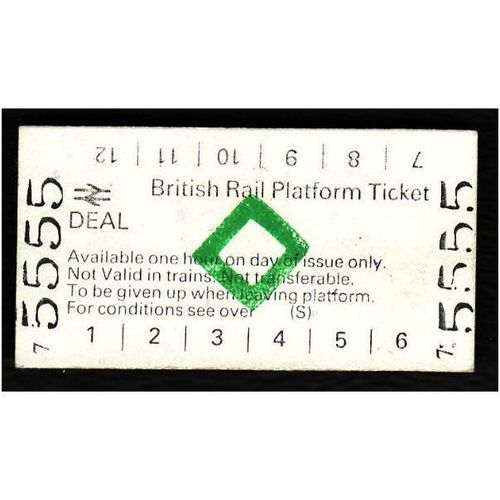 12 | 11 | 10 | 9 | 8 | 7
British Rail Platform Ticket
DEAL
Available one hour on day of issue only.
Not Valid in trains. Not transferable.
To be given up when leaving platform.
For conditions see over (S)
1 | 2 | 3 | 4 | 5 | 6
7 5555
7 5555